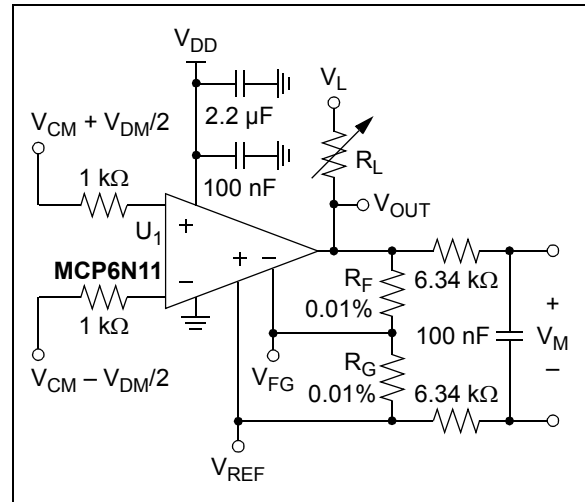 V_DD
V_L
V_CM + V_DM/2
2.2 µF
R_L
1 kΩ
100 nF
V_OUT
U_1
+
+
−
R_F
6.34 kΩ
MCP6N11
−
0.01%
+
1 kΩ
100 nF
V_M
V_FG
R_G
−
V_CM − V_DM/2
0.01%
6.34 kΩ
V_REF